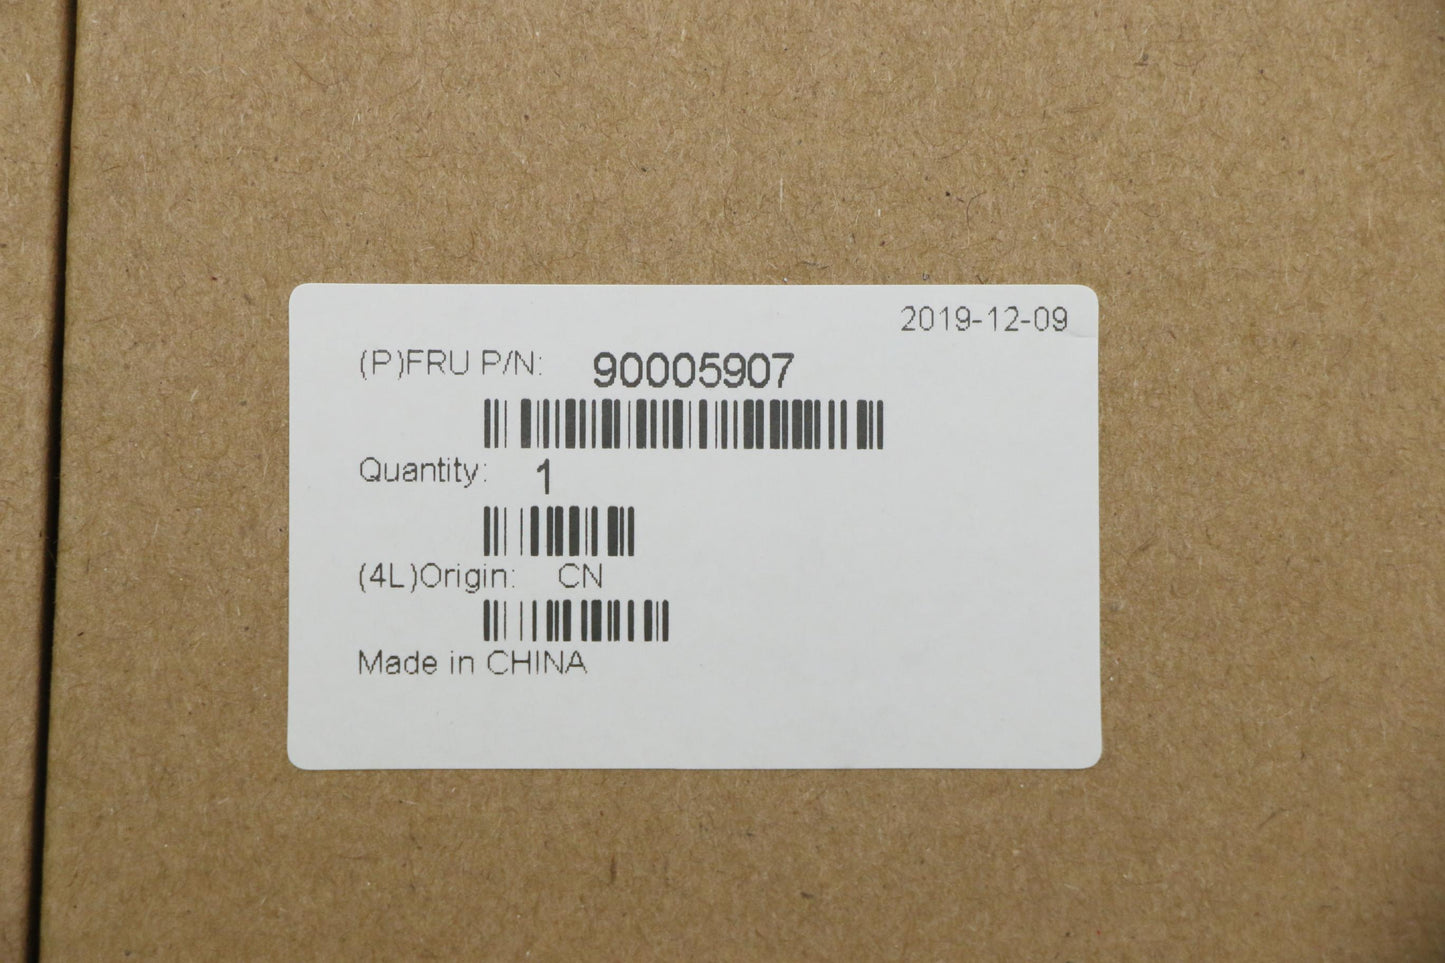 2019-12-09
(P)FRU P/N: 90005907
Quantity: 1
(4L)Origin: CN
Made in CHINA